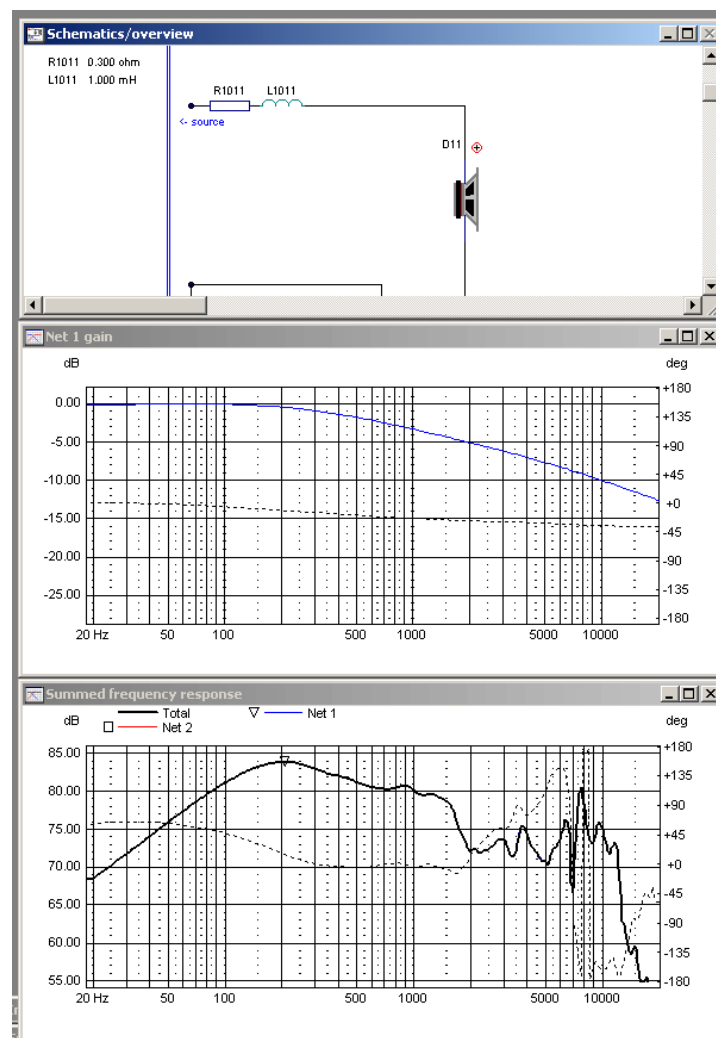 Schematics/overview
R1011 0.300 ohm
L1011 1.000 mH
R1011 L1011
<- source
D11
Net 1 gain
dB deg
0.00 +180
-5.00 +135
-10.00 +90
-15.00 +45
-20.00 +0
-25.00 -45
-90
-135
-180
20 Hz 50 100 500 1000 5000 10000
Summed frequency response
Total Net 1
dB Net 2 deg
85.00 +180
80.00 +135
75.00 +90
70.00 +45
65.00 +0
60.00 -45
55.00 -90
-135
-180
20 Hz 50 100 500 1000 5000 10000